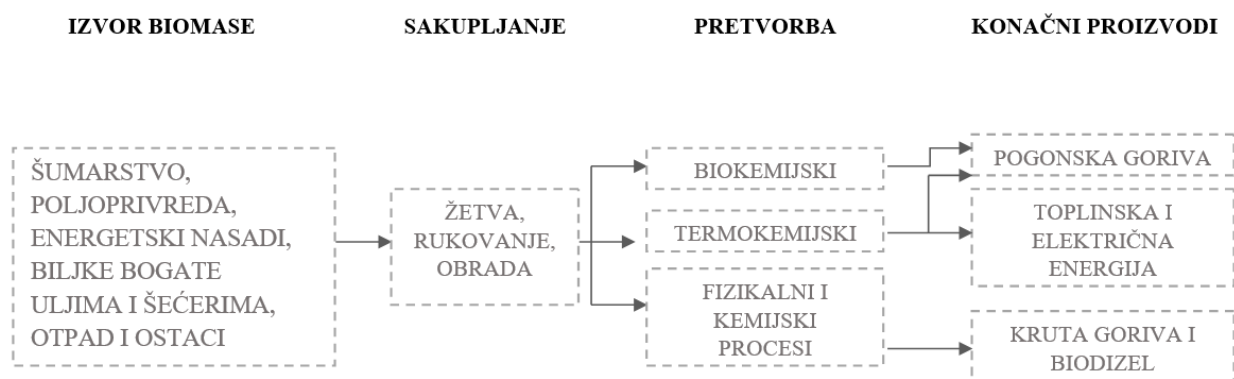 IZVOR BIOMASE
SAKUPLJANJE
PRETVORBA
KONAČNI PROIZVODI
ŠUMARSTVO,
POLJOPRIVREDA,
ENERGETSKI NASADI,
BILJKE BOGATE
ULJIMA I ŠEĆERIMA,
OTPAD I OSTACI
ŽETVA,
RUKOVANJE,
OBRADA
BIOKEMIJSKI
TERMOKEMIJSKI
FIZIKALNI I
KEMIJSKI
PROCESI
POGONSKA GORIVA
TOPLINSKA I
ELEKTRIČNA
ENERGIJA
KRUTA GORIVA I
BIODIZEL